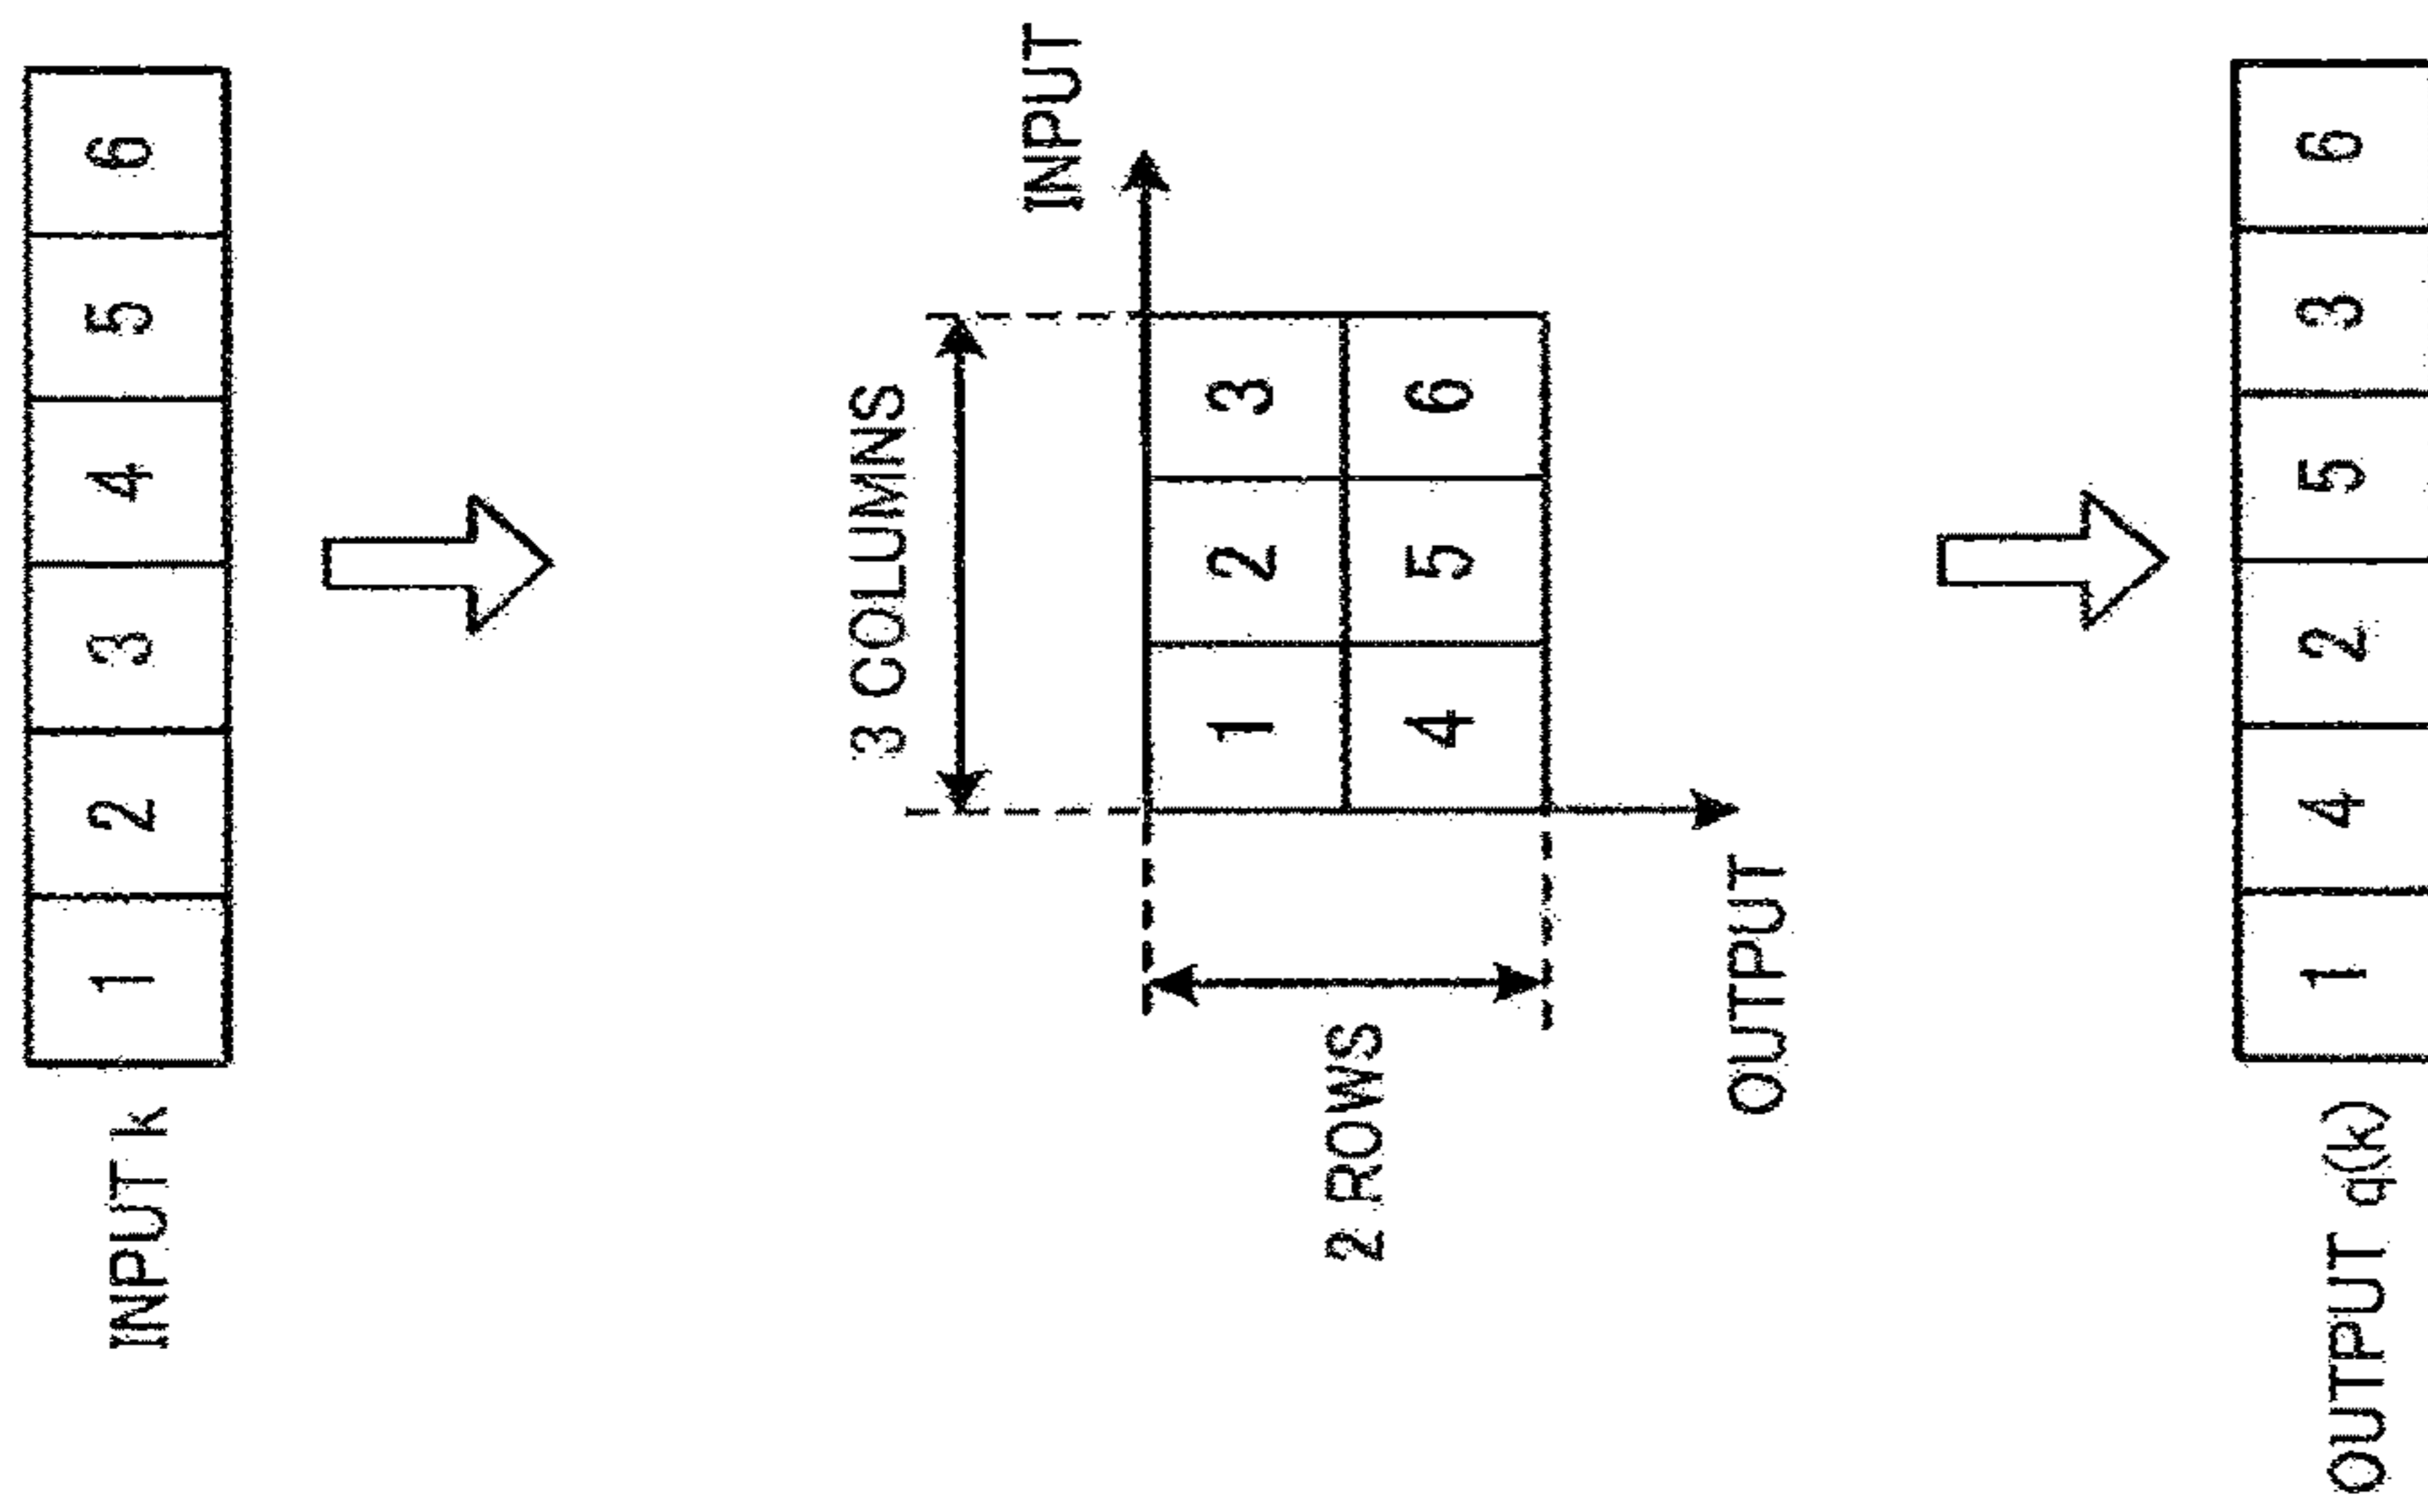 INPUT k 1 2 3 4 5 6
3 COLUMNS
INPUT
2 ROWS
1 2 3
4 5 6
OUTPUT
OUTPUT q(k) 1 4 2 5 3 6